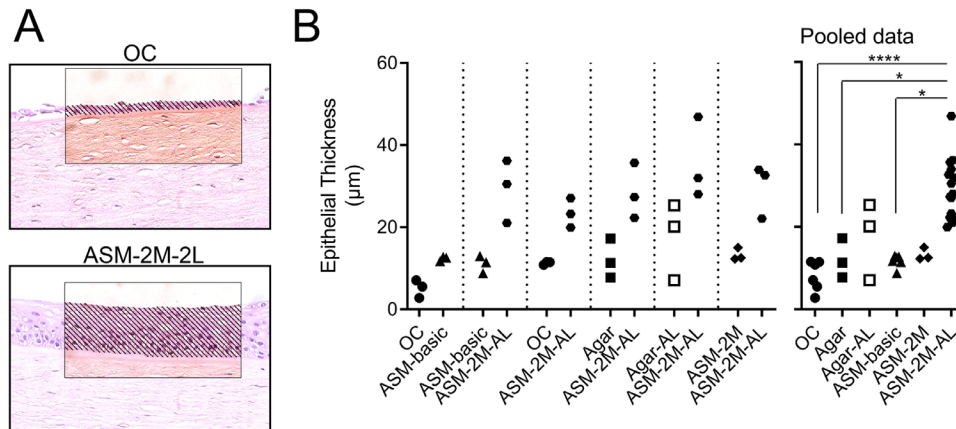 A
OC
ASM-2M-2L
B
Pooled data
****
*
*
Epithelial Thickness
(µm)
60
40
20
0
OC
ASM-basic
ASM-basic
ASM-2M-AL
OC
ASM-2M-AL
Agar
ASM-2M-AL
Agar-AL
ASM-2M-AL
ASM-2M
ASM-2M-AL
OC
Agar
Agar-AL
ASM-basic
ASM-2M
ASM-2M-AL